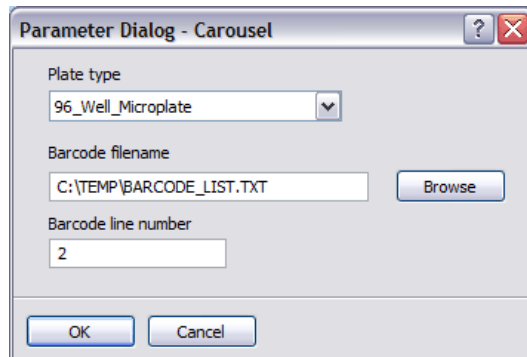 Parameter Dialog - Carousel
?
X
Plate type
96_Well_Microplate
Barcode filename
C:\TEMP\BARCODE_LIST.TXT
Browse
Barcode line number
2
OK
Cancel